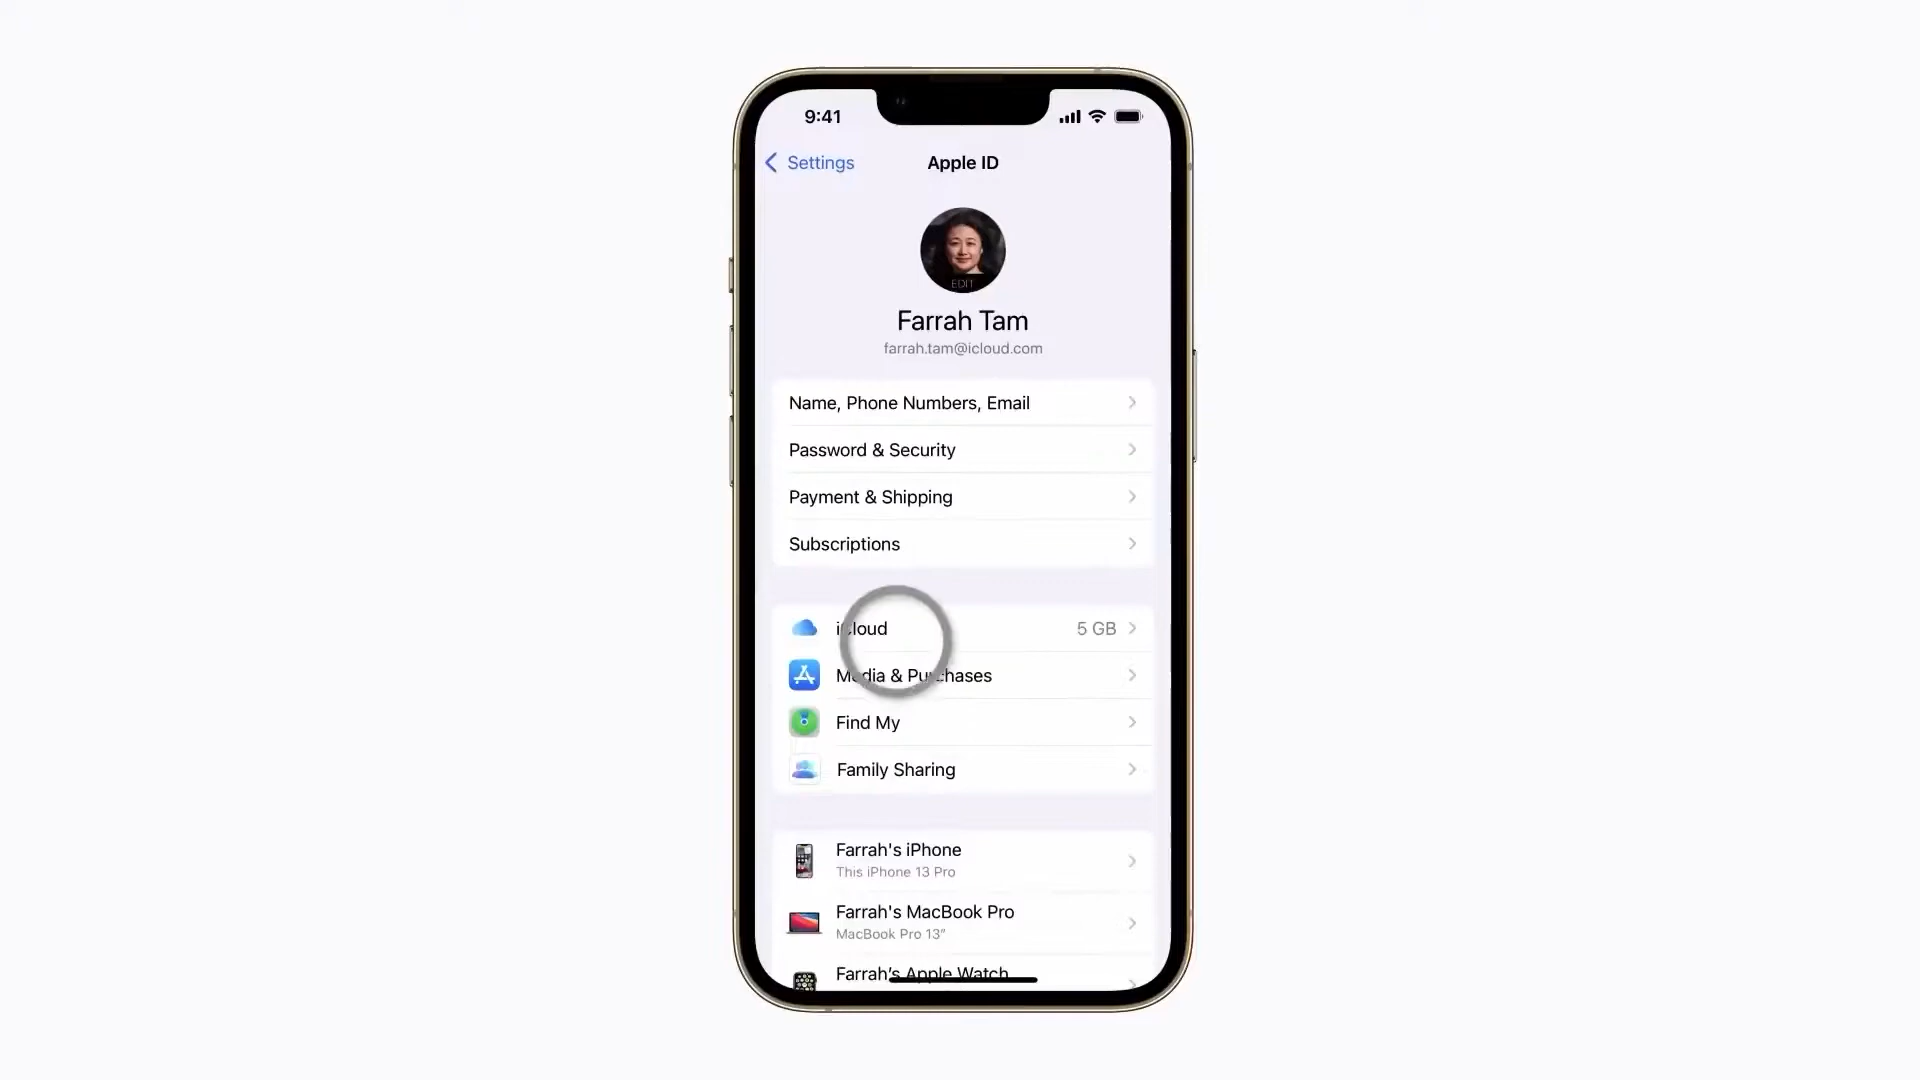 9:41
Settings
Apple ID
EDIT
Farrah Tam
farrah.tam@icloud.com
Name, Phone Numbers, Email
Password & Security
Payment & Shipping
Subscriptions
iCloud
5 GB
Media & Purchases
Find My
Family Sharing
Farrah's iPhone
This iPhone 13 Pro
Farrah's MacBook Pro
MacBook Pro 13"
Farrah's Apple Watch